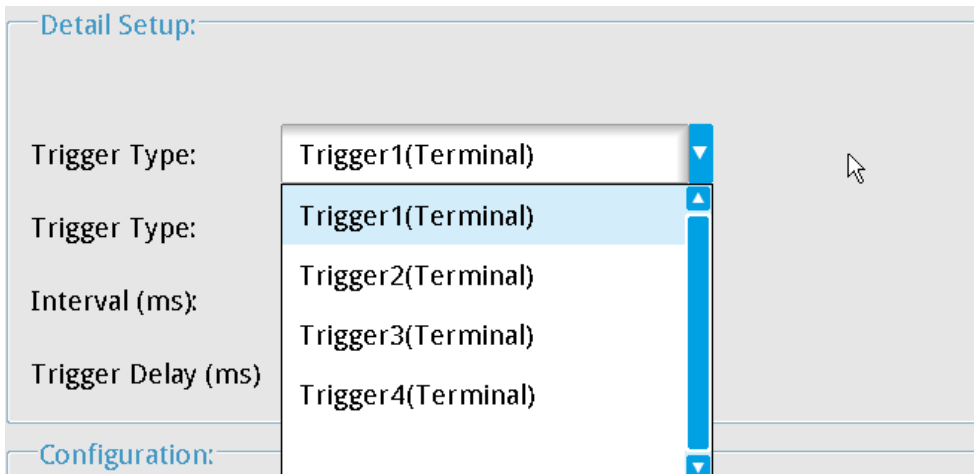 Detail Setup:
Trigger Type: Trigger1(Terminal)
Trigger1(Terminal)
Trigger Type:
Trigger2(Terminal)
Interval (ms):
Trigger3(Terminal)
Trigger Delay (ms)
Trigger4(Terminal)
Configuration: